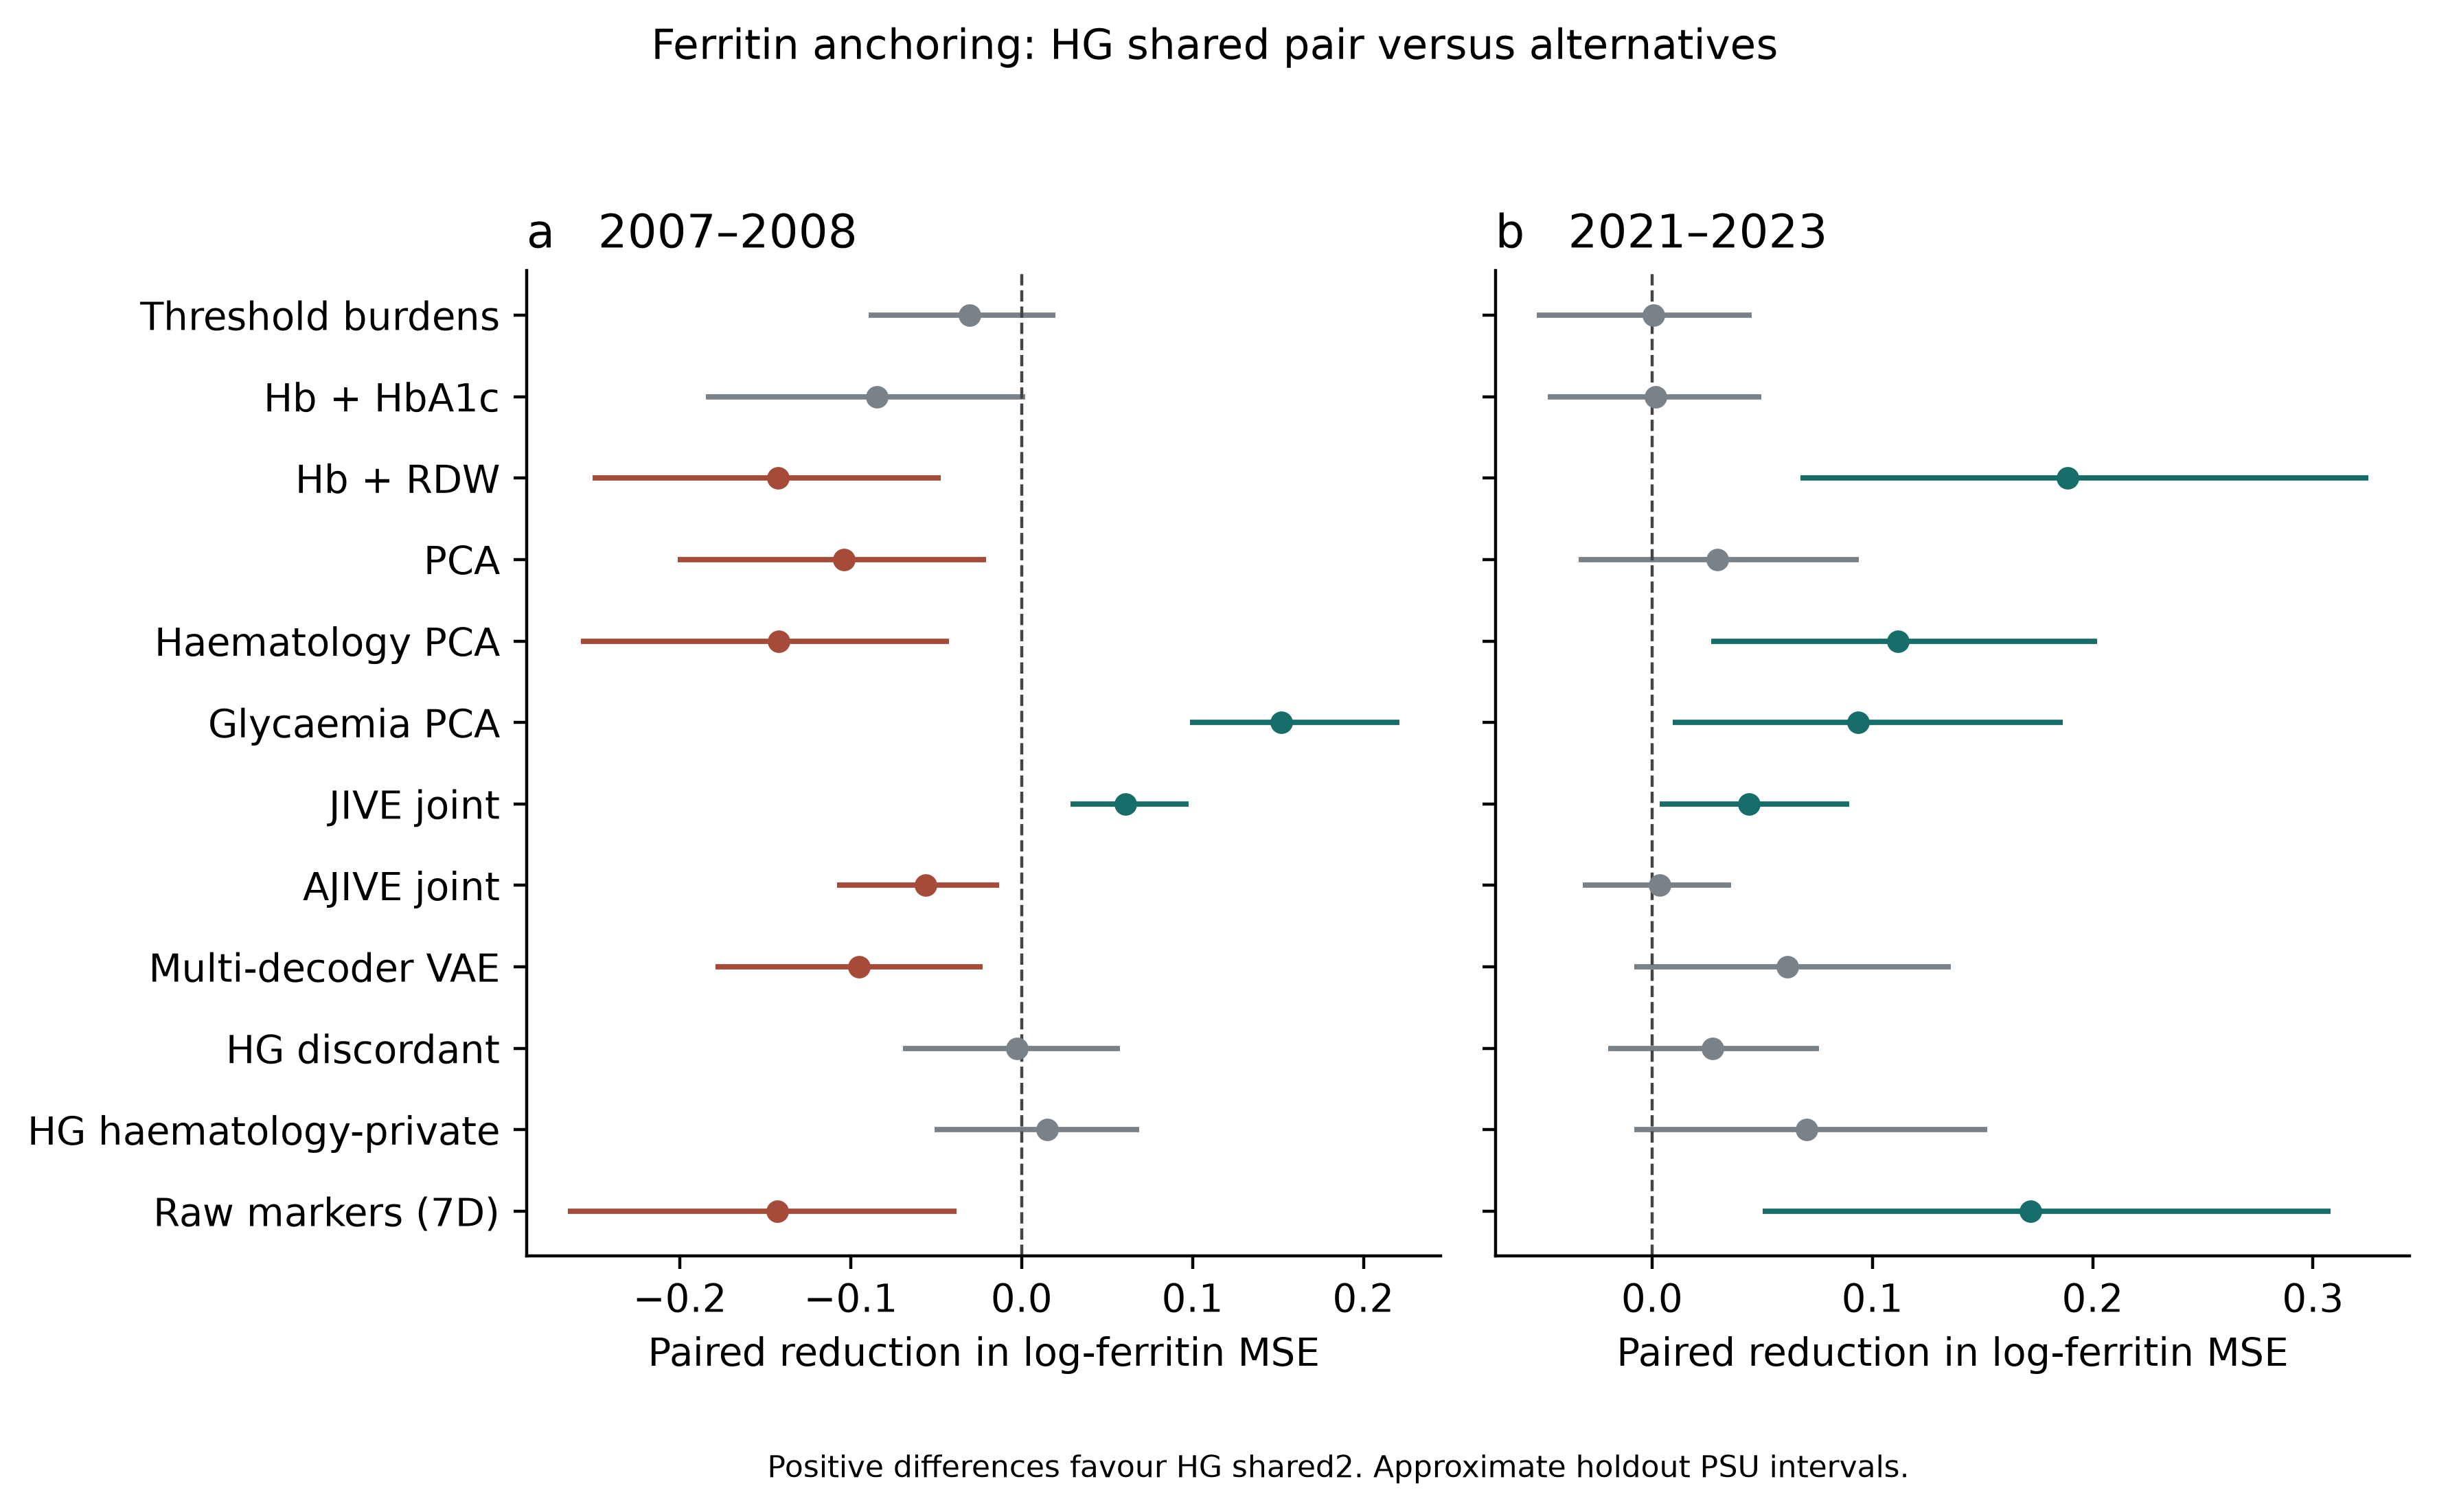 Ferritin anchoring: HG shared pair versus alternatives
a 2007–2008
b 2021–2023
Threshold burdens
Hb + HbA1c
Hb + RDW
PCA
Haematology PCA
Glycaemia PCA
JIVE joint
AJIVE joint
Multi-decoder VAE
HG discordant
HG haematology-private
Raw markers (7D)
−0.2 −0.1 0.0 0.1 0.2
0.0 0.1 0.2 0.3
Paired reduction in log-ferritin MSE
Paired reduction in log-ferritin MSE
Positive differences favour HG shared2. Approximate holdout PSU intervals.